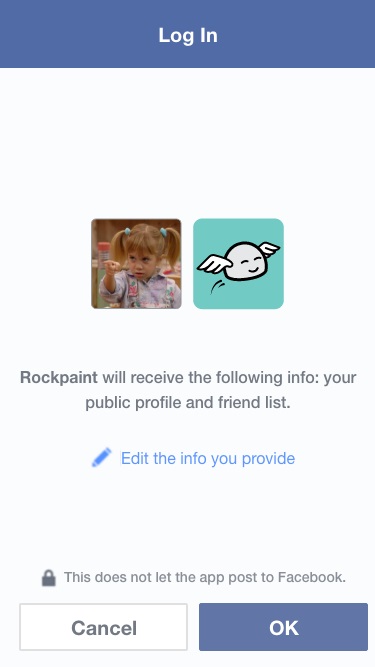 Log In
Rockpaint will receive the following info: your
public profile and friend list.
Edit the info you provide
This does not let the app post to Facebook.
Cancel
OK